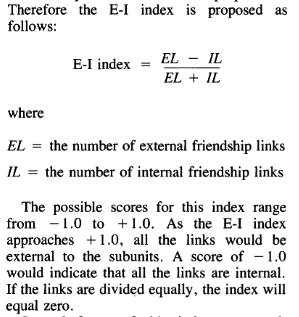 Therefore the E-I index is proposed as
follows:
E-I index = EL − IL
EL + IL
where
EL = the number of external friendship links
IL = the number of internal friendship links
The possible scores for this index range
from −1.0 to +1.0. As the E-I index
approaches +1.0, all the links would be
external to the subunits. A score of −1.0
would indicate that all the links are internal.
If the links are divided equally, the index will
equal zero.